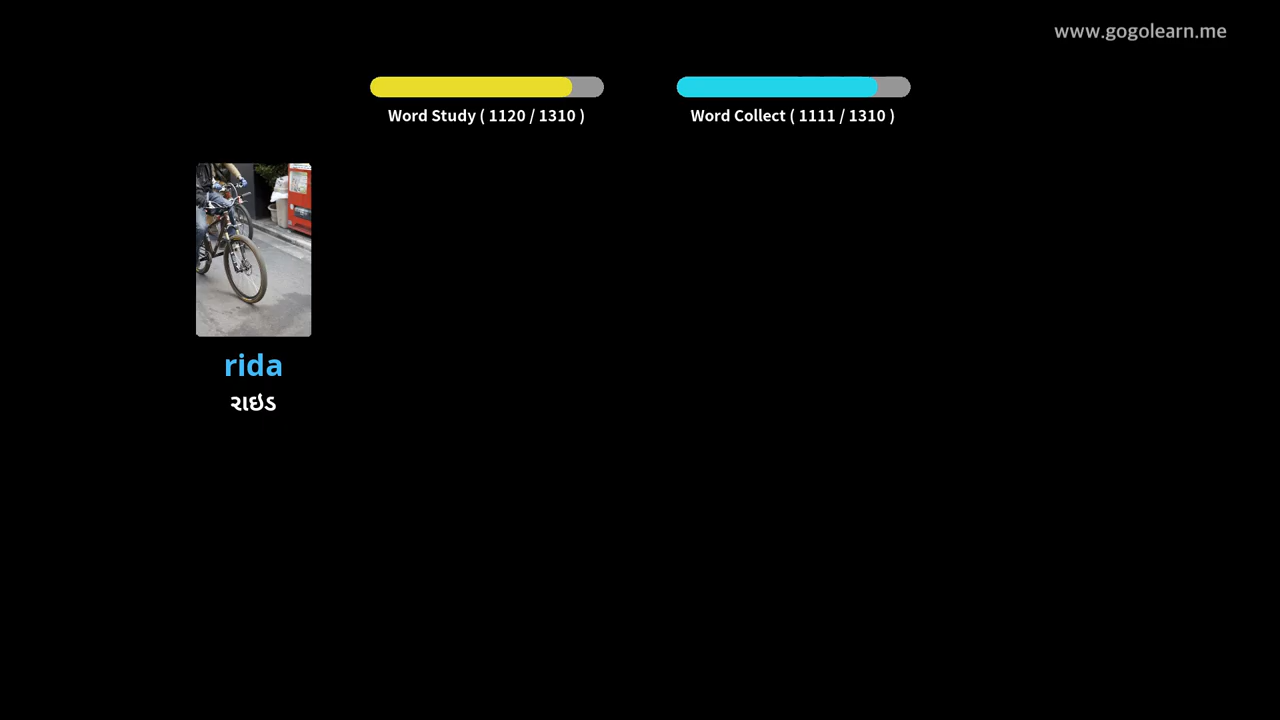 www.gogolearn.me
Word Study ( 1120 / 1310 )
Word Collect ( 1111 / 1310 )
rida
રાઇડ